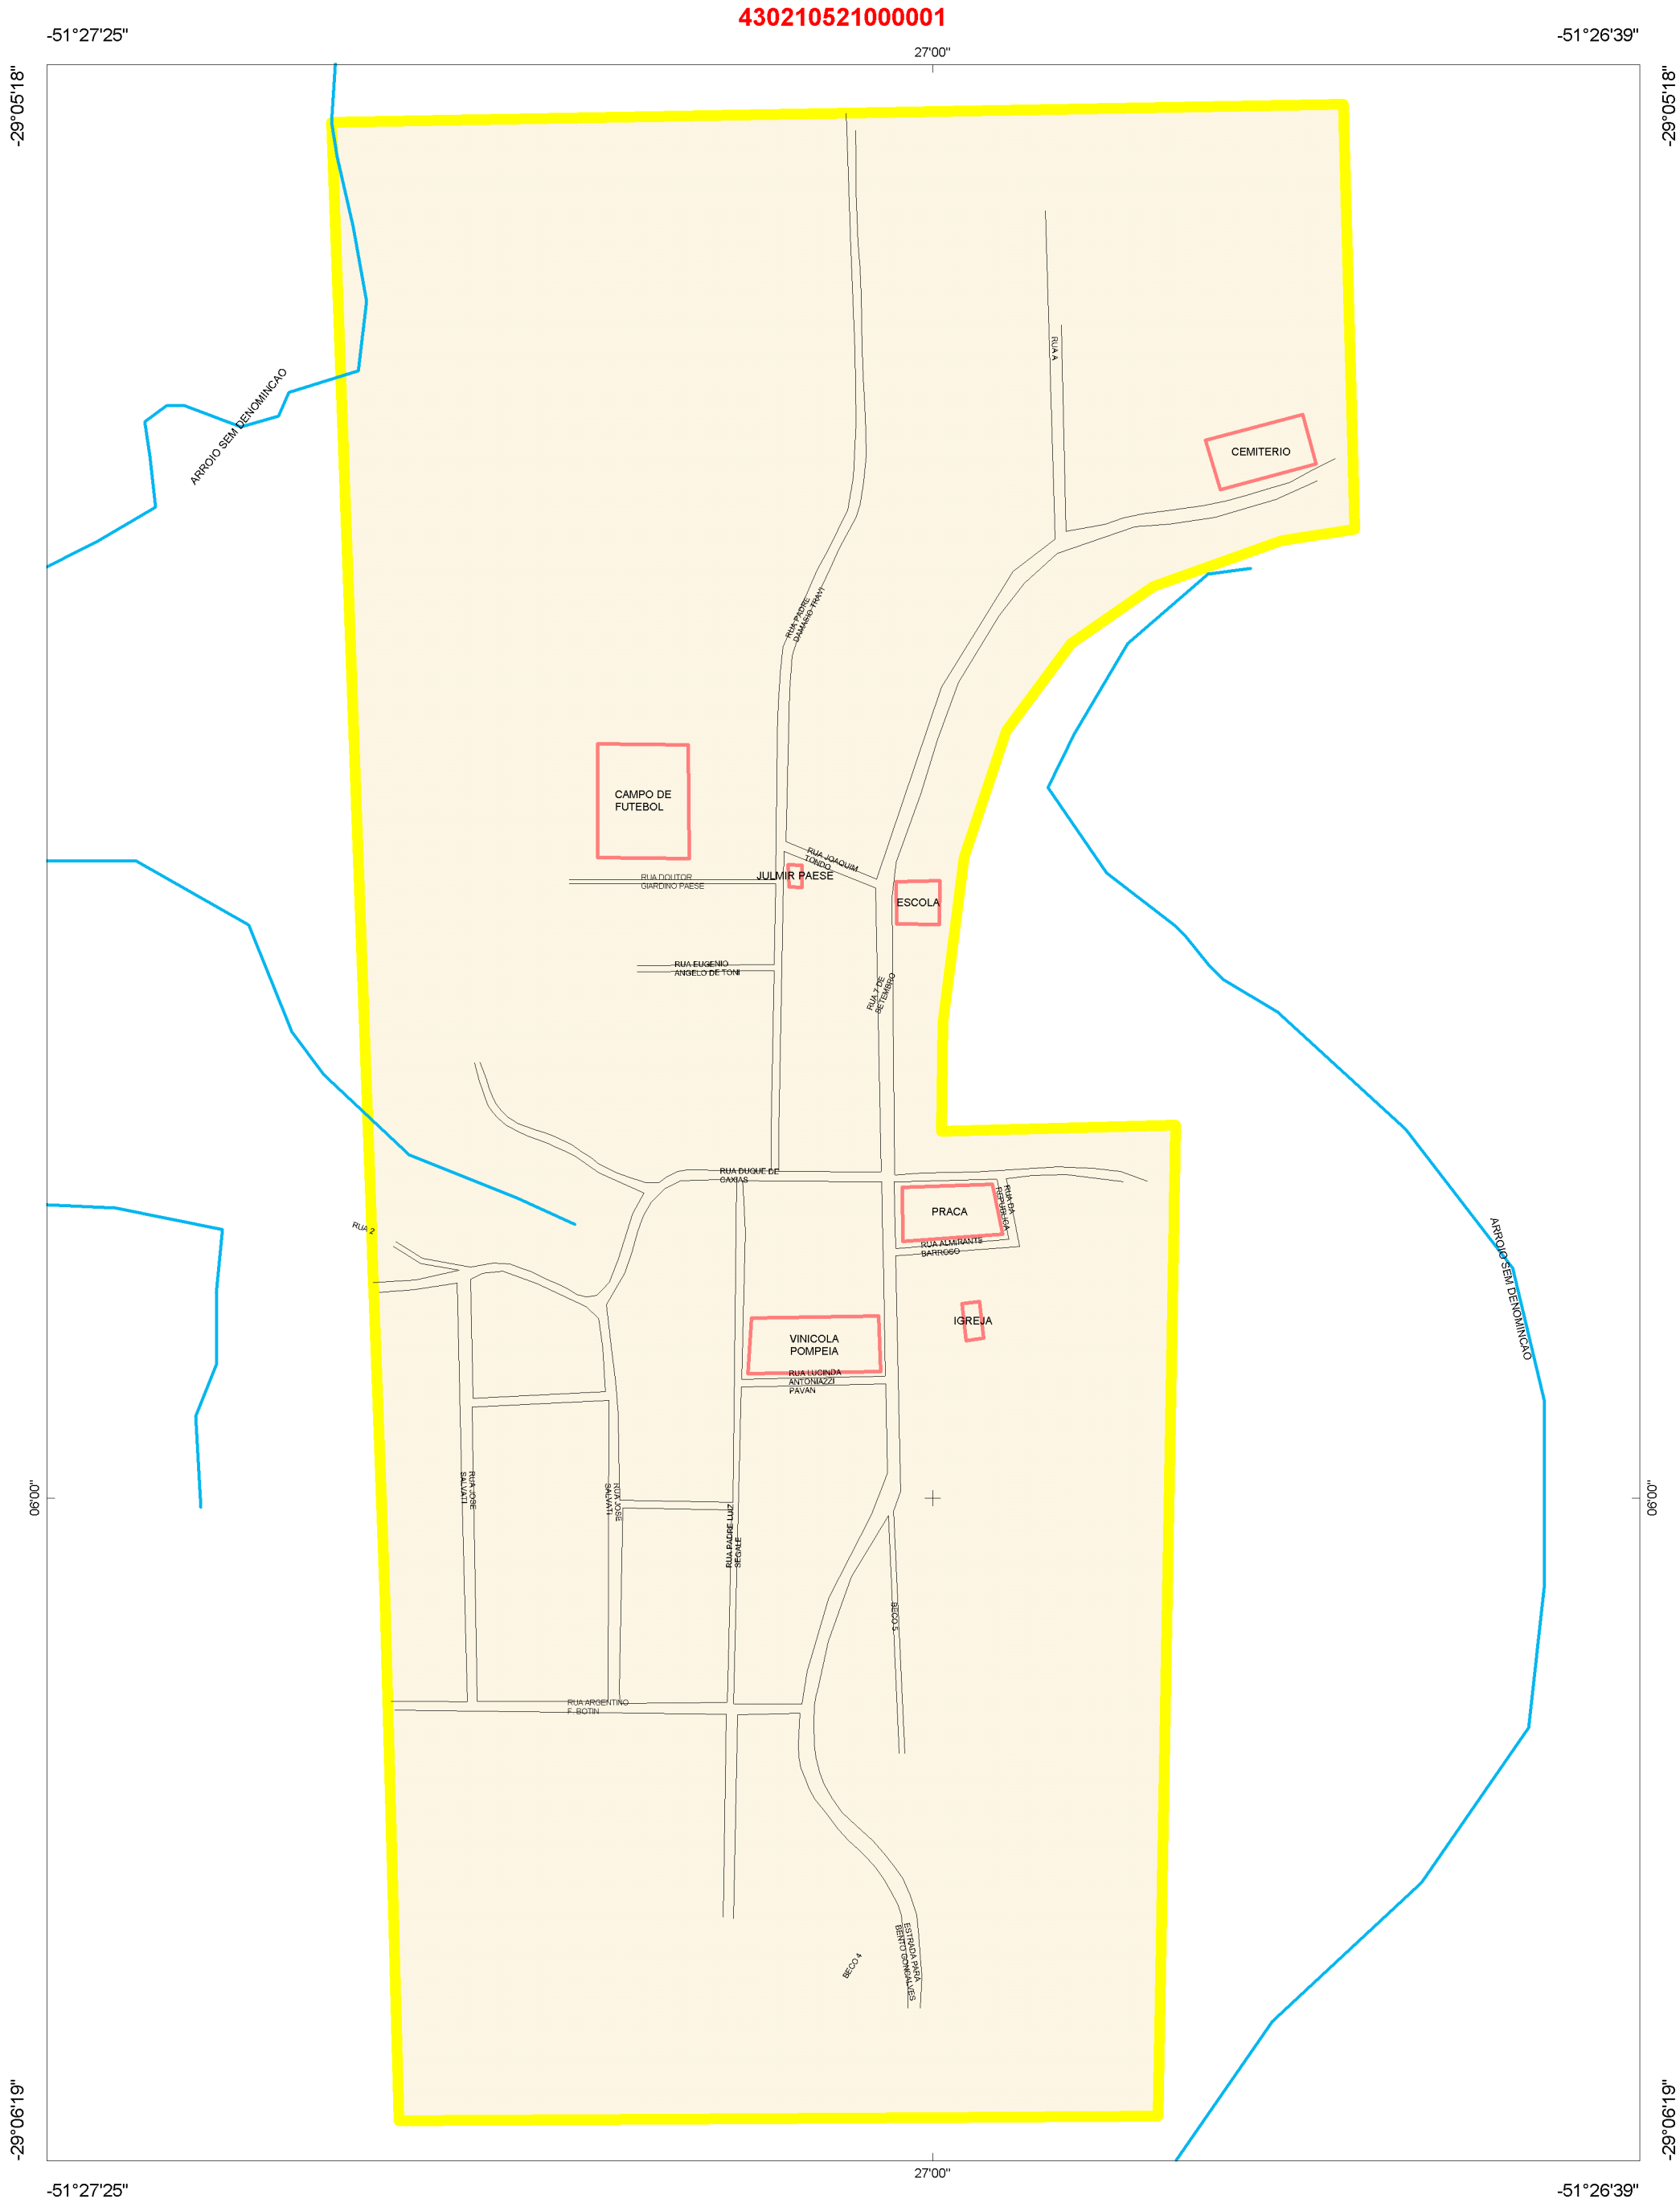 430210521000001
-51°27'25"
-51°26'39"
27'00"
-29°05'18"
-29°05'18"
RUA A
ARROIO SEM DENOMINCAO
CEMITERIO
RUA PADRE
DAMASIO TRAVI
CAMPO DE
FUTEBOL
RUA JOAQUIM
TONDO
JULMIR PAESE
RUA DOUTOR
GIARDINO PAESE
ESCOLA
RUA EUGENIO
ANGELO DE TONI
RUA 7 DE
SETEMBRO
RUA DUQUE DE
CAXIAS
RUA DA
REPUBLICA
PRACA
RUA 2
RUA ALMIRANTE
BARROSO
ARROIO SEM DENOMINCAO
IGREJA
VINICOLA
POMPEIA
RUA LUCINDA
ANTONIAZZI
PAVAN
RUA JOSE
SALVATI
RUA JOSE
SALVATI
06'00"
06'00"
RUA PADRE LUIZ
SEGALE
BECO 5
RUA ARGENTINO
F. BOTIN
ESTRADA PARA
BENTO GONCALVES
BECO 4
-29°06'19"
-29°06'19"
27'00"
-51°27'25"
-51°26'39"